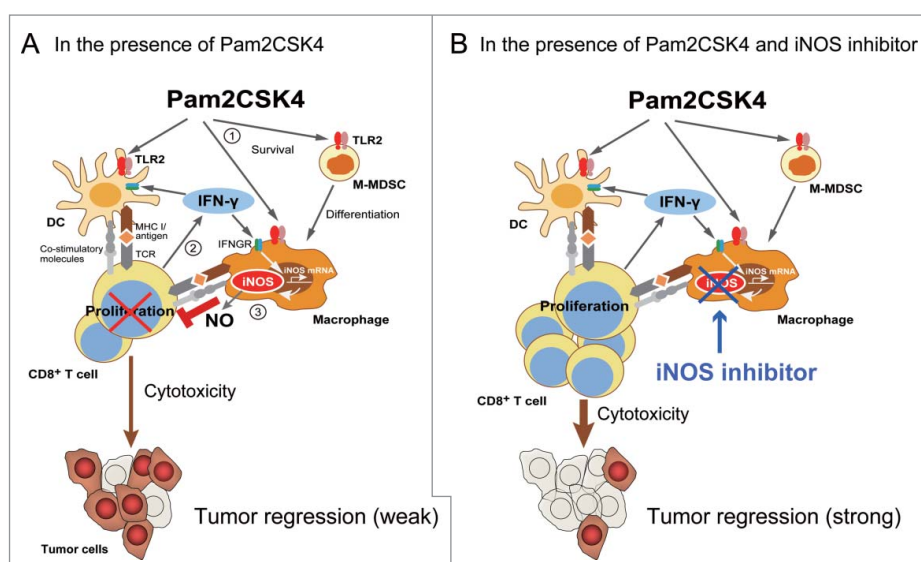 A In the presence of Pam2CSK4
Pam2CSK4
①
Survival
TLR2
TLR2
M-MDSC
DC
IFN-γ
Differentiation
MHC I/
antigen
Co-stimulatory
molecules
②
IFNGR
TCR
iNOS mRNA
iNOS
Proliferation
NO
③
Macrophage
CD8⁺ T cell
Cytotoxicity
Tumor regression (weak)
Tumor cells
B In the presence of Pam2CSK4 and iNOS inhibitor
Pam2CSK4
TLR2
M-MDSC
DC
IFN-γ
iNOS mRNA
iNOS
Proliferation
Macrophage
iNOS inhibitor
CD8⁺ T cell
Cytotoxicity
Tumor regression (strong)